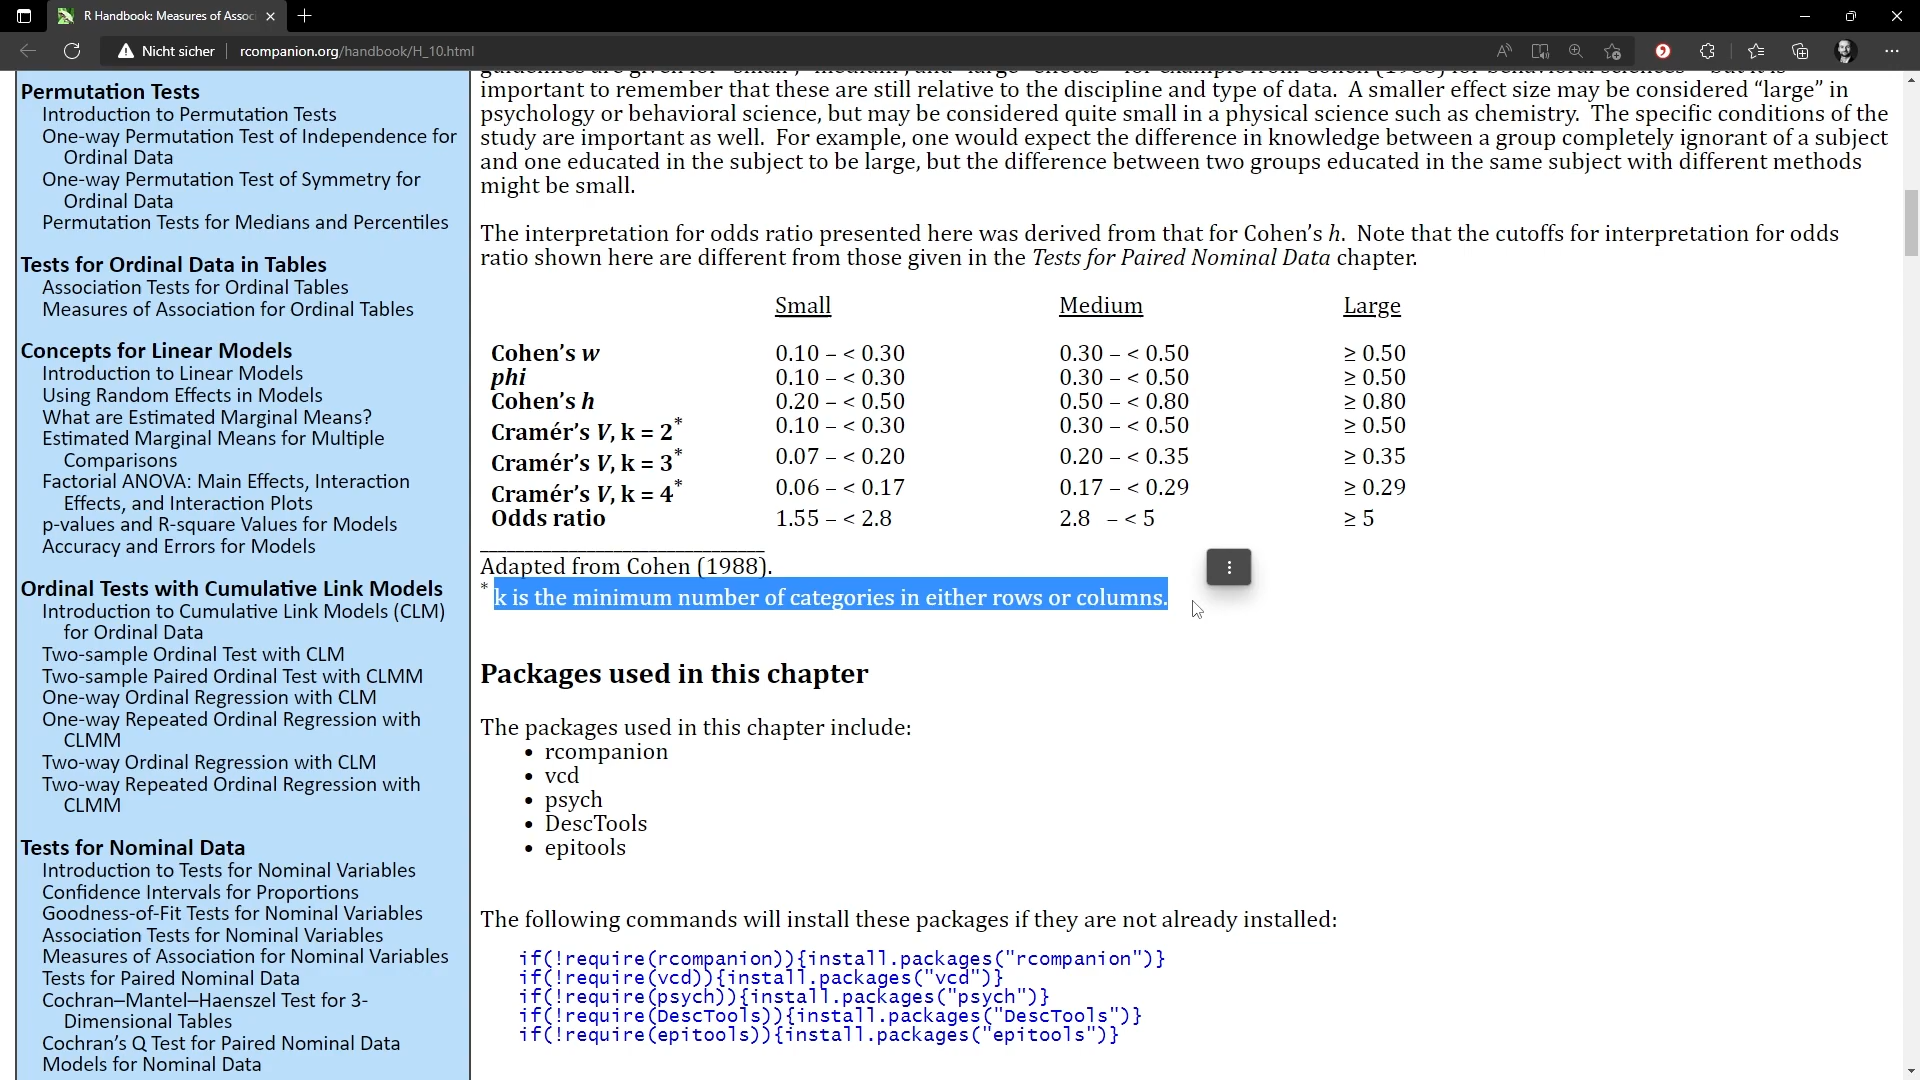 R Handbook: Measures of Assoc
Nicht sicher
rcompanion.org/handbook/H_10.html
Permutation Tests
Introduction to Permutation Tests
One-way Permutation Test of Independence for
Ordinal Data
One-way Permutation Test of Symmetry for
Ordinal Data
Permutation Tests for Medians and Percentiles
Tests for Ordinal Data in Tables
Association Tests for Ordinal Tables
Measures of Association for Ordinal Tables
Concepts for Linear Models
Introduction to Linear Models
Using Random Effects in Models
What are Estimated Marginal Means?
Estimated Marginal Means for Multiple
Comparisons
Factorial ANOVA: Main Effects, Interaction
Effects, and Interaction Plots
p-values and R-square Values for Models
Accuracy and Errors for Models
Ordinal Tests with Cumulative Link Models
Introduction to Cumulative Link Models (CLM)
for Ordinal Data
Two-sample Ordinal Test with CLM
Two-sample Paired Ordinal Test with CLMM
One-way Ordinal Regression with CLM
One-way Repeated Ordinal Regression with
CLMM
Two-way Ordinal Regression with CLM
Two-way Repeated Ordinal Regression with
CLMM
Tests for Nominal Data
Introduction to Tests for Nominal Variables
Confidence Intervals for Proportions
Goodness-of-Fit Tests for Nominal Variables
Association Tests for Nominal Variables
Measures of Association for Nominal Variables
Tests for Paired Nominal Data
Cochran–Mantel–Haenszel Test for 3-
Dimensional Tables
Cochran's Q Test for Paired Nominal Data
Models for Nominal Data
important to remember that these are still relative to the discipline and type of data. A smaller effect size may be considered “large” in
psychology or behavioral science, but may be considered quite small in a physical science such as chemistry. The specific conditions of the
study are important as well. For example, one would expect the difference in knowledge between a group completely ignorant of a subject
and one educated in the subject to be large, but the difference between two groups educated in the same subject with different methods
might be small.
The interpretation for odds ratio presented here was derived from that for Cohen’s h. Note that the cutoffs for interpretation for odds
ratio shown here are different from those given in the Tests for Paired Nominal Data chapter.
Small Medium Large
Cohen’s w 0.10 – < 0.30 0.30 – < 0.50 ≥ 0.50
phi 0.10 – < 0.30 0.30 – < 0.50 ≥ 0.50
Cohen’s h 0.20 – < 0.50 0.50 – < 0.80 ≥ 0.80
Cramér’s V, k = 2* 0.10 – < 0.30 0.30 – < 0.50 ≥ 0.50
Cramér’s V, k = 3* 0.07 – < 0.20 0.20 – < 0.35 ≥ 0.35
Cramér’s V, k = 4* 0.06 – < 0.17 0.17 – < 0.29 ≥ 0.29
Odds ratio 1.55 – < 2.8 2.8 – < 5 ≥ 5
Adapted from Cohen (1988).
* k is the minimum number of categories in either rows or columns.
Packages used in this chapter
The packages used in this chapter include:
• rcompanion
• vcd
• psych
• DescTools
• epitools
The following commands will install these packages if they are not already installed:
if(!require(rcompanion)){install.packages("rcompanion")}
if(!require(vcd)){install.packages("vcd")}
if(!require(psych)){install.packages("psych")}
if(!require(DescTools)){install.packages("DescTools")}
if(!require(epitools)){install.packages("epitools")}